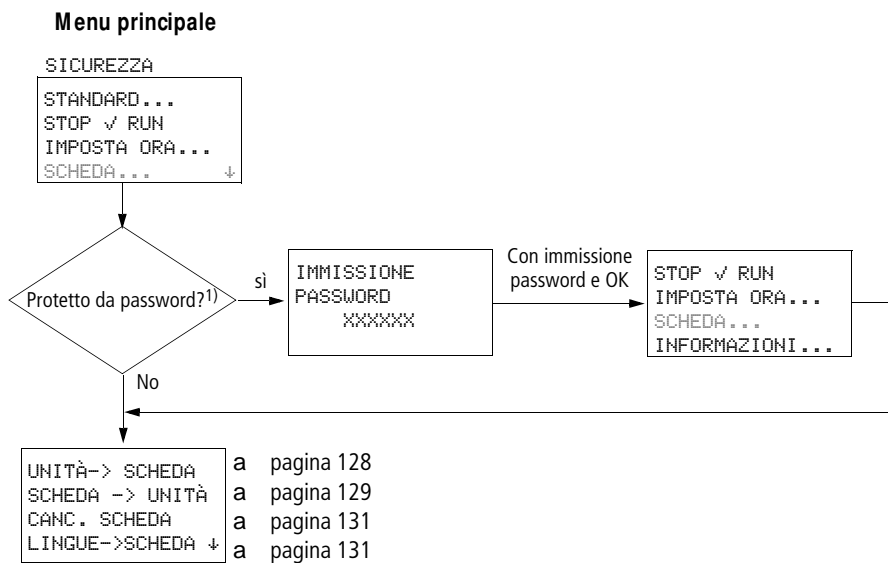 Menu principale
SICUREZZA
STANDARD...
STOP √ RUN
IMPOSTA ORA...
SCHEDA... ↓
Protetto da password?1)
sì
IMMISSIONE
PASSWORD
XXXXXX
Con immissione
password e OK
STOP √ RUN
IMPOSTA ORA...
SCHEDA...
INFORMAZIONI...
No
UNITÀ-> SCHEDA a pagina 128
SCHEDA -> UNITÀ a pagina 129
CANC. SCHEDA a pagina 131
LINGUE->SCHEDA ↓ a pagina 131